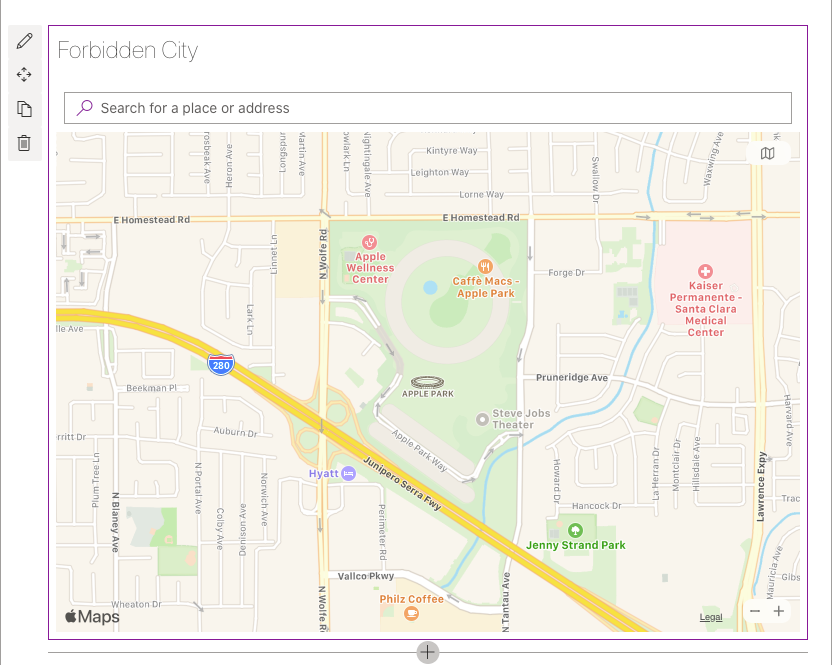 Forbidden City
Search for a place or address
Kintyre Way
Leighton Way
Lorne Way
Heron Ave
Martin Ave
Nightingale Ave
Swallow Dr
Waxwing Ave
E Homestead Rd
E Homestead Rd
Linnet Ln
N Wolfe Rd
Apple
Wellness
Center
Caffè Macs -
Apple Park
Forge Dr
Kaiser
Permanente -
Santa Clara
Medical
Center
Lark Ln
lle Ave
280
Beekman Pl
APPLE PARK
Pruneridge Ave
Steve Jobs
Theater
Harvard Ave
Auburn Dr
rritt Dr
Apple Park Way
Plum Tree Ln
N Blaney Ave
N Portal Ave
Colby Ave
Denison Ave
Norwich Ave
Hyatt
Junipero Serra Fwy
Howard Dr
La Herran Dr
Montclair Dr
Hillsdale Ave
Lawrence Expy
Trac
Hancock Dr
Perimeter Rd
Jenny Strand Park
Mauricia Ave
Gibs
Vallco Pkwy
Philz Coffee
N Tantau Ave
N Wolfe R
Wheaton Dr
Maps
Legal